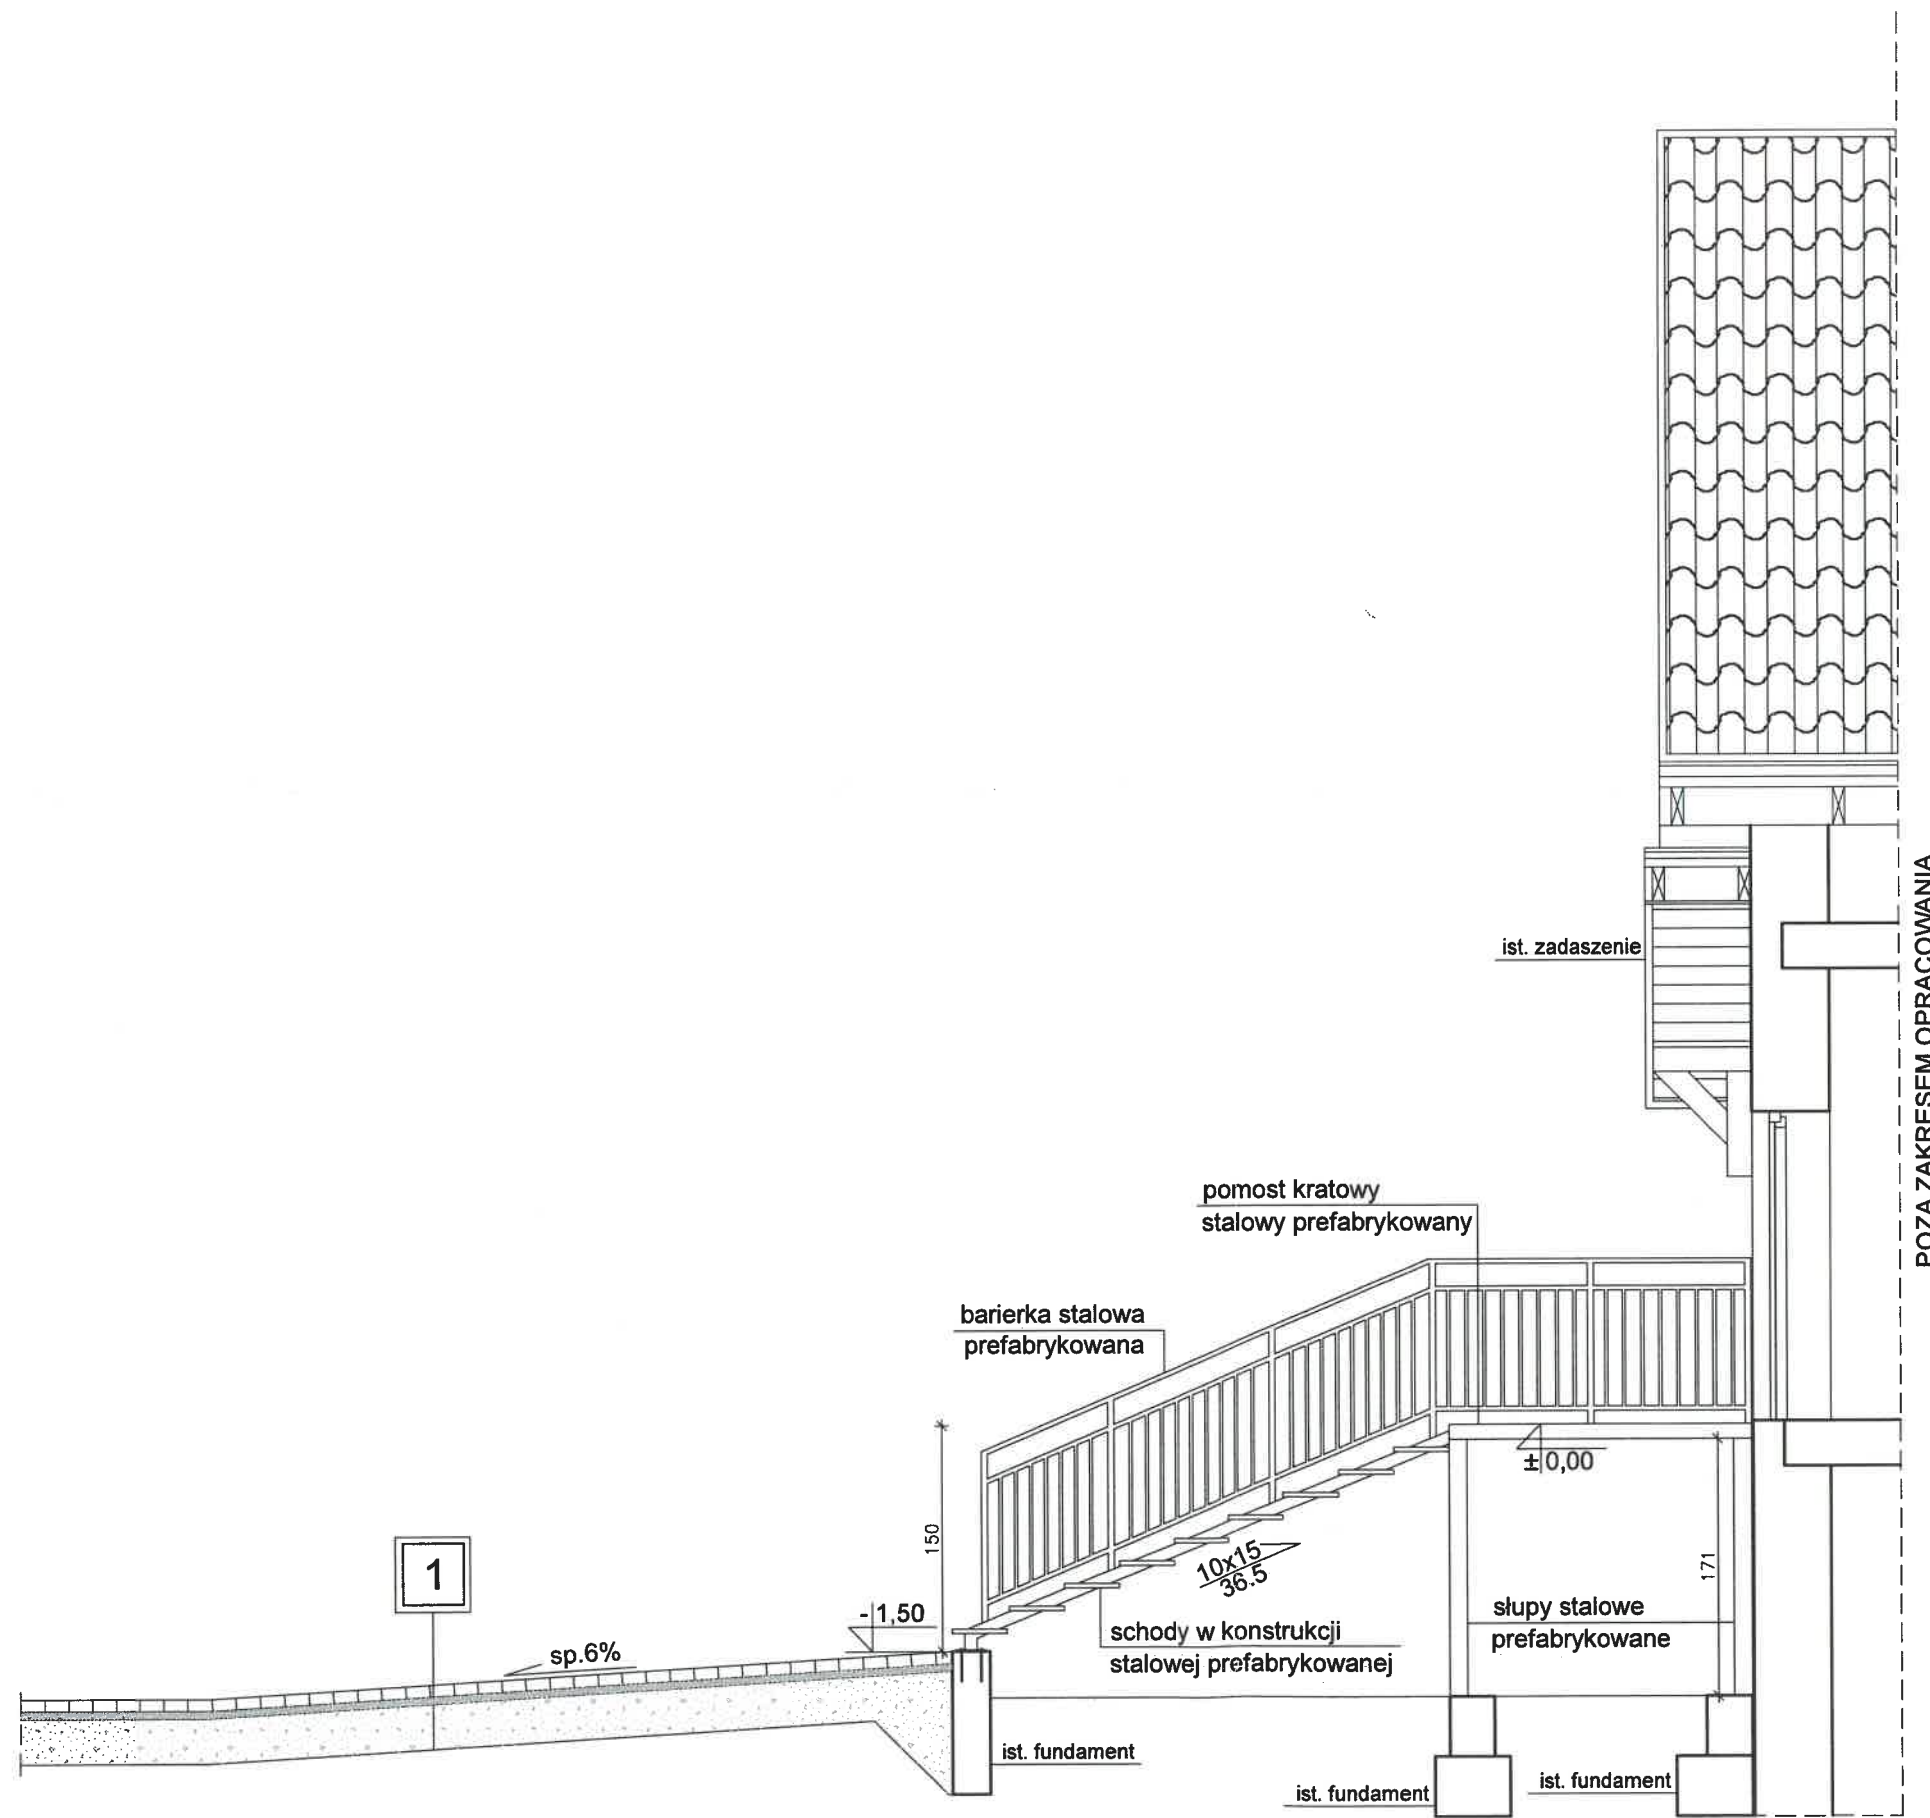 ist. zadaszenie
POZA ZAKRESEM OPRACOWANIA
pomost kratowy
stalowy prefabrykowany
barierka stalowa
prefabrykowana
±0,00
150
10x15
36.5
171
1
-1,50
słupy stalowe
prefabrykowane
schody w konstrukcji
stalowej prefabrykowanej
sp.6%
ist. fundament
ist. fundament
ist. fundament